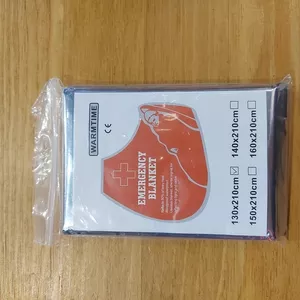 WARMTIME
CE
EMERGENCY
BLANKET
130x210cm
140x210cm
150x210cm
160x210cm